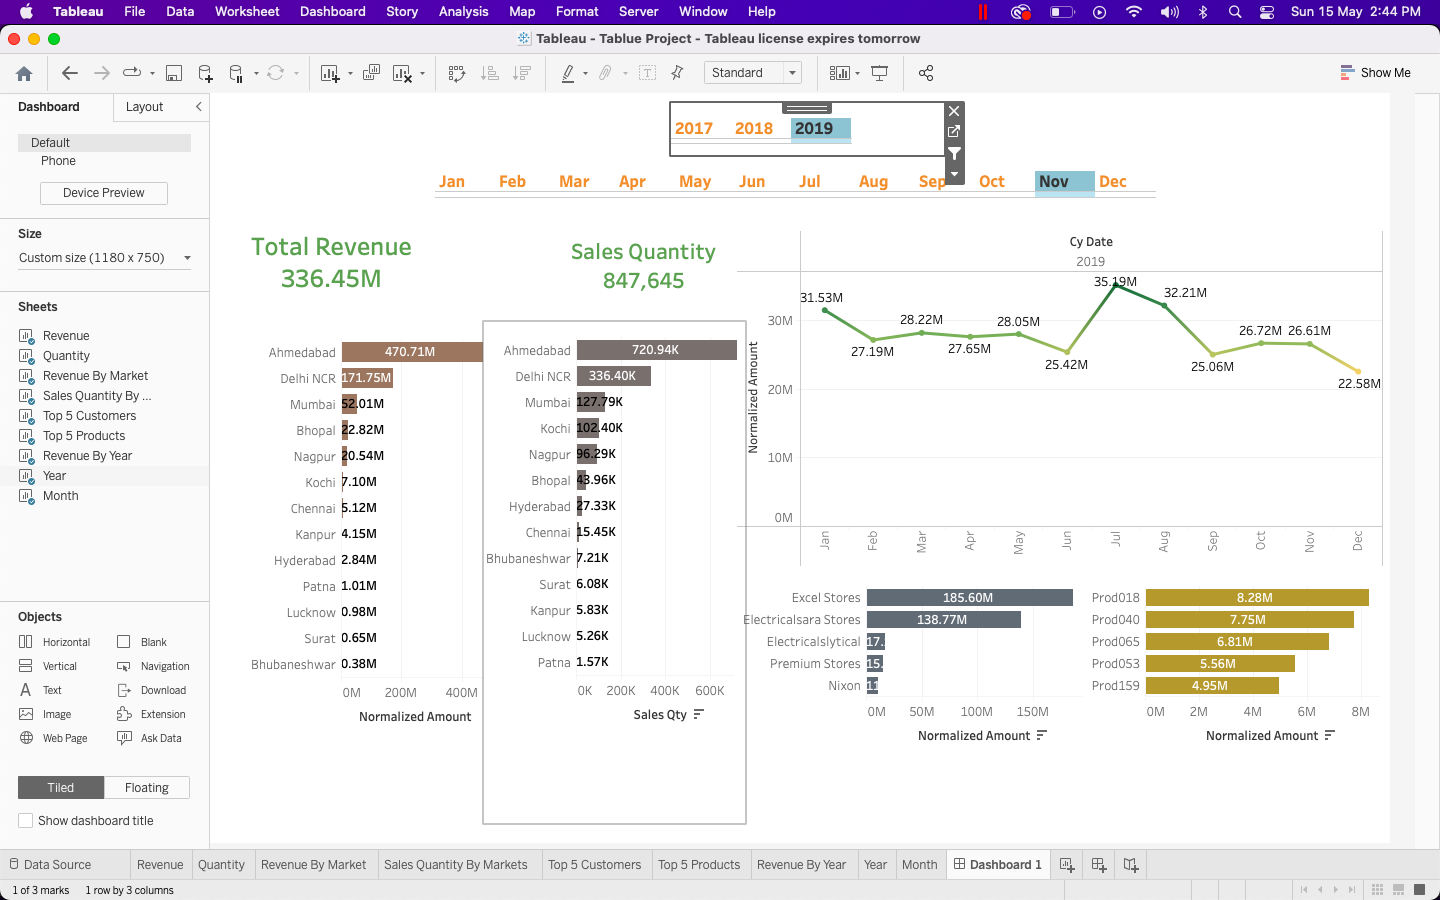 Tableau File Data Worksheet Dashboard Story Analysis Map Format Server Window Help Sun 15 May 2:44 PM
Tableau - Tablue Project - Tableau license expires tomorrow
Standard
Show Me
Dashboard Layout
Default
Phone
Device Preview
Size
Custom size (1180 x 750)
Sheets
Revenue
Quantity
Revenue By Market
Sales Quantity By ...
Top 5 Customers
Top 5 Products
Revenue By Year
Year
Month
Objects
Horizontal Blank
Vertical Navigation
A Text Download
Image Extension
Web Page Ask Data
Tiled Floating
Show dashboard title
2017 2018 2019
Jan Feb Mar Apr May Jun Jul Aug Sep Oct Nov Dec
Total Revenue
336.45M
Sales Quantity
847,645
Ahmedabad 470.71M
Delhi NCR 171.75M
Mumbai 52.01M
Bhopal 22.82M
Nagpur 20.54M
Kochi 7.10M
Chennai 5.12M
Kanpur 4.15M
Hyderabad 2.84M
Patna 1.01M
Lucknow 0.98M
Surat 0.65M
Bhubaneshwar 0.38M
0M 200M 400M
Normalized Amount
Ahmedabad 720.94K
Delhi NCR 336.40K
Mumbai 127.79K
Kochi 102.40K
Nagpur 96.29K
Bhopal 43.96K
Hyderabad 27.33K
Chennai 15.45K
Bhubaneshwar 7.21K
Surat 6.08K
Kanpur 5.83K
Lucknow 5.26K
Patna 1.57K
0K 200K 400K 600K
Sales Qty
Cy Date
2019
Normalized Amount
30M
20M
10M
0M
31.53M 27.19M 28.22M 27.65M 28.05M 25.42M 35.19M 32.21M 25.06M 26.72M 26.61M 22.58M
Jan Feb Mar Apr May Jun Jul Aug Sep Oct Nov Dec
Excel Stores 185.60M
Electricalsara Stores 138.77M
Electricalslytical 17.
Premium Stores 15.
Nixon 11
0M 50M 100M 150M
Normalized Amount
Prod018 8.28M
Prod040 7.75M
Prod065 6.81M
Prod053 5.56M
Prod159 4.95M
0M 2M 4M 6M 8M
Normalized Amount
Data Source Revenue Quantity Revenue By Market Sales Quantity By Markets Top 5 Customers Top 5 Products Revenue By Year Year Month Dashboard 1
1 of 3 marks 1 row by 3 columns